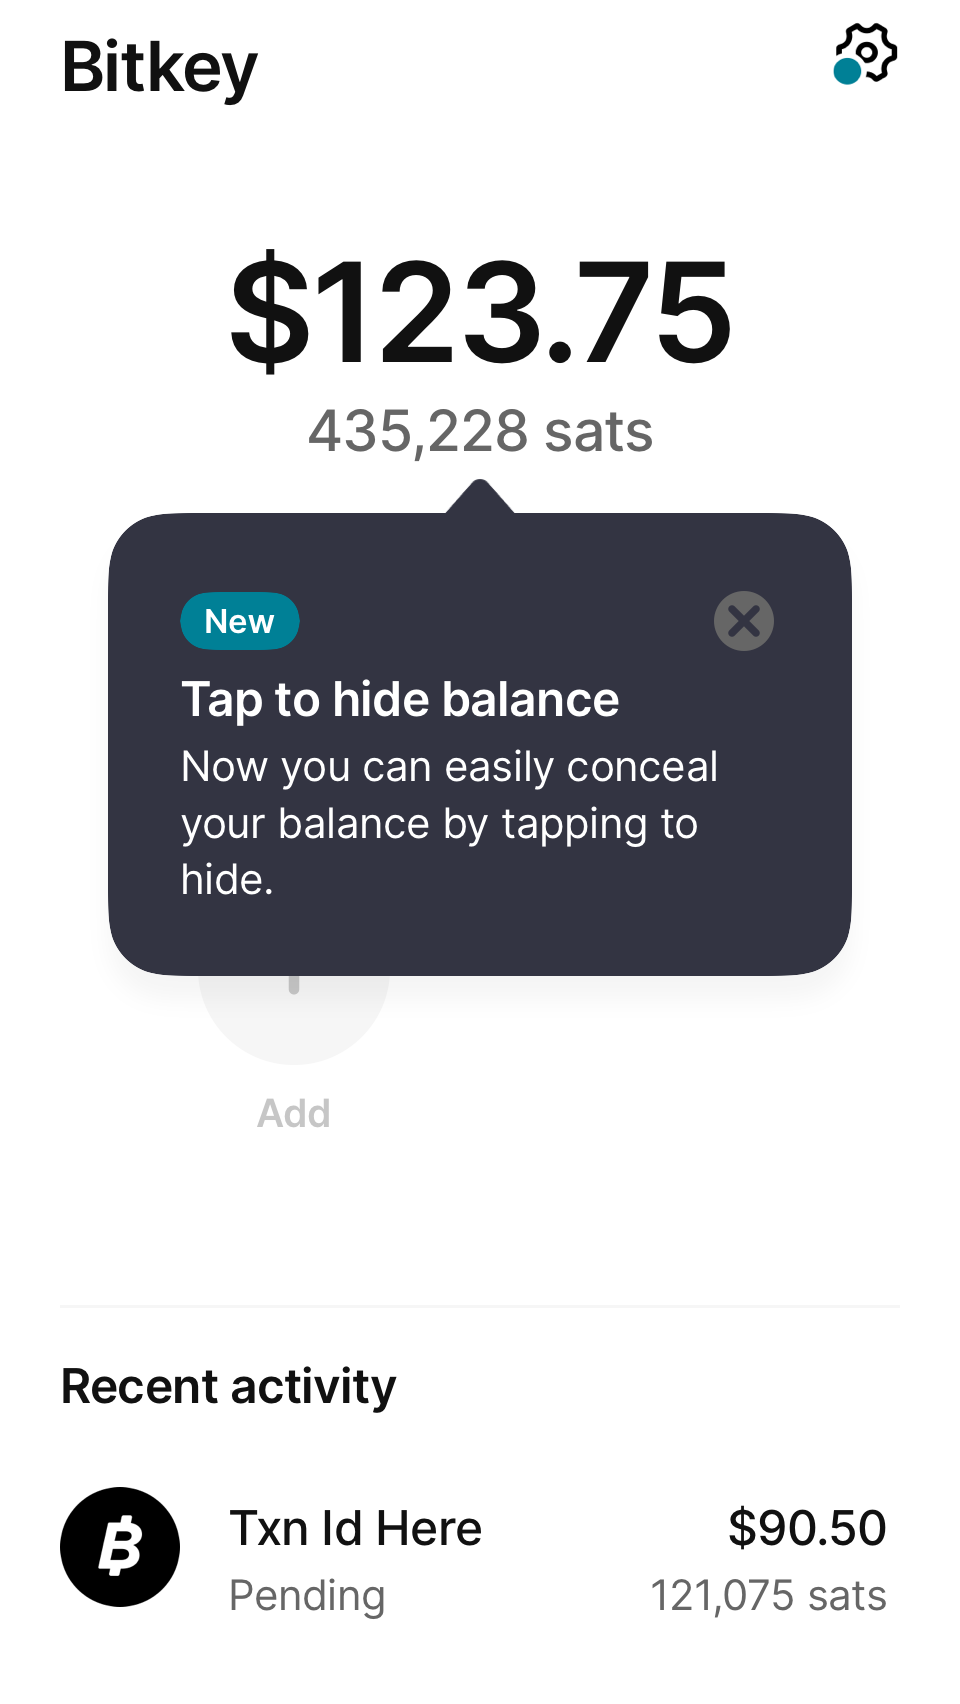 Bitkey
$123.75
435,228 sats
New
Tap to hide balance
Now you can easily conceal
your balance by tapping to
hide.
Add
Recent activity
Txn Id Here $90.50
Pending 121,075 sats